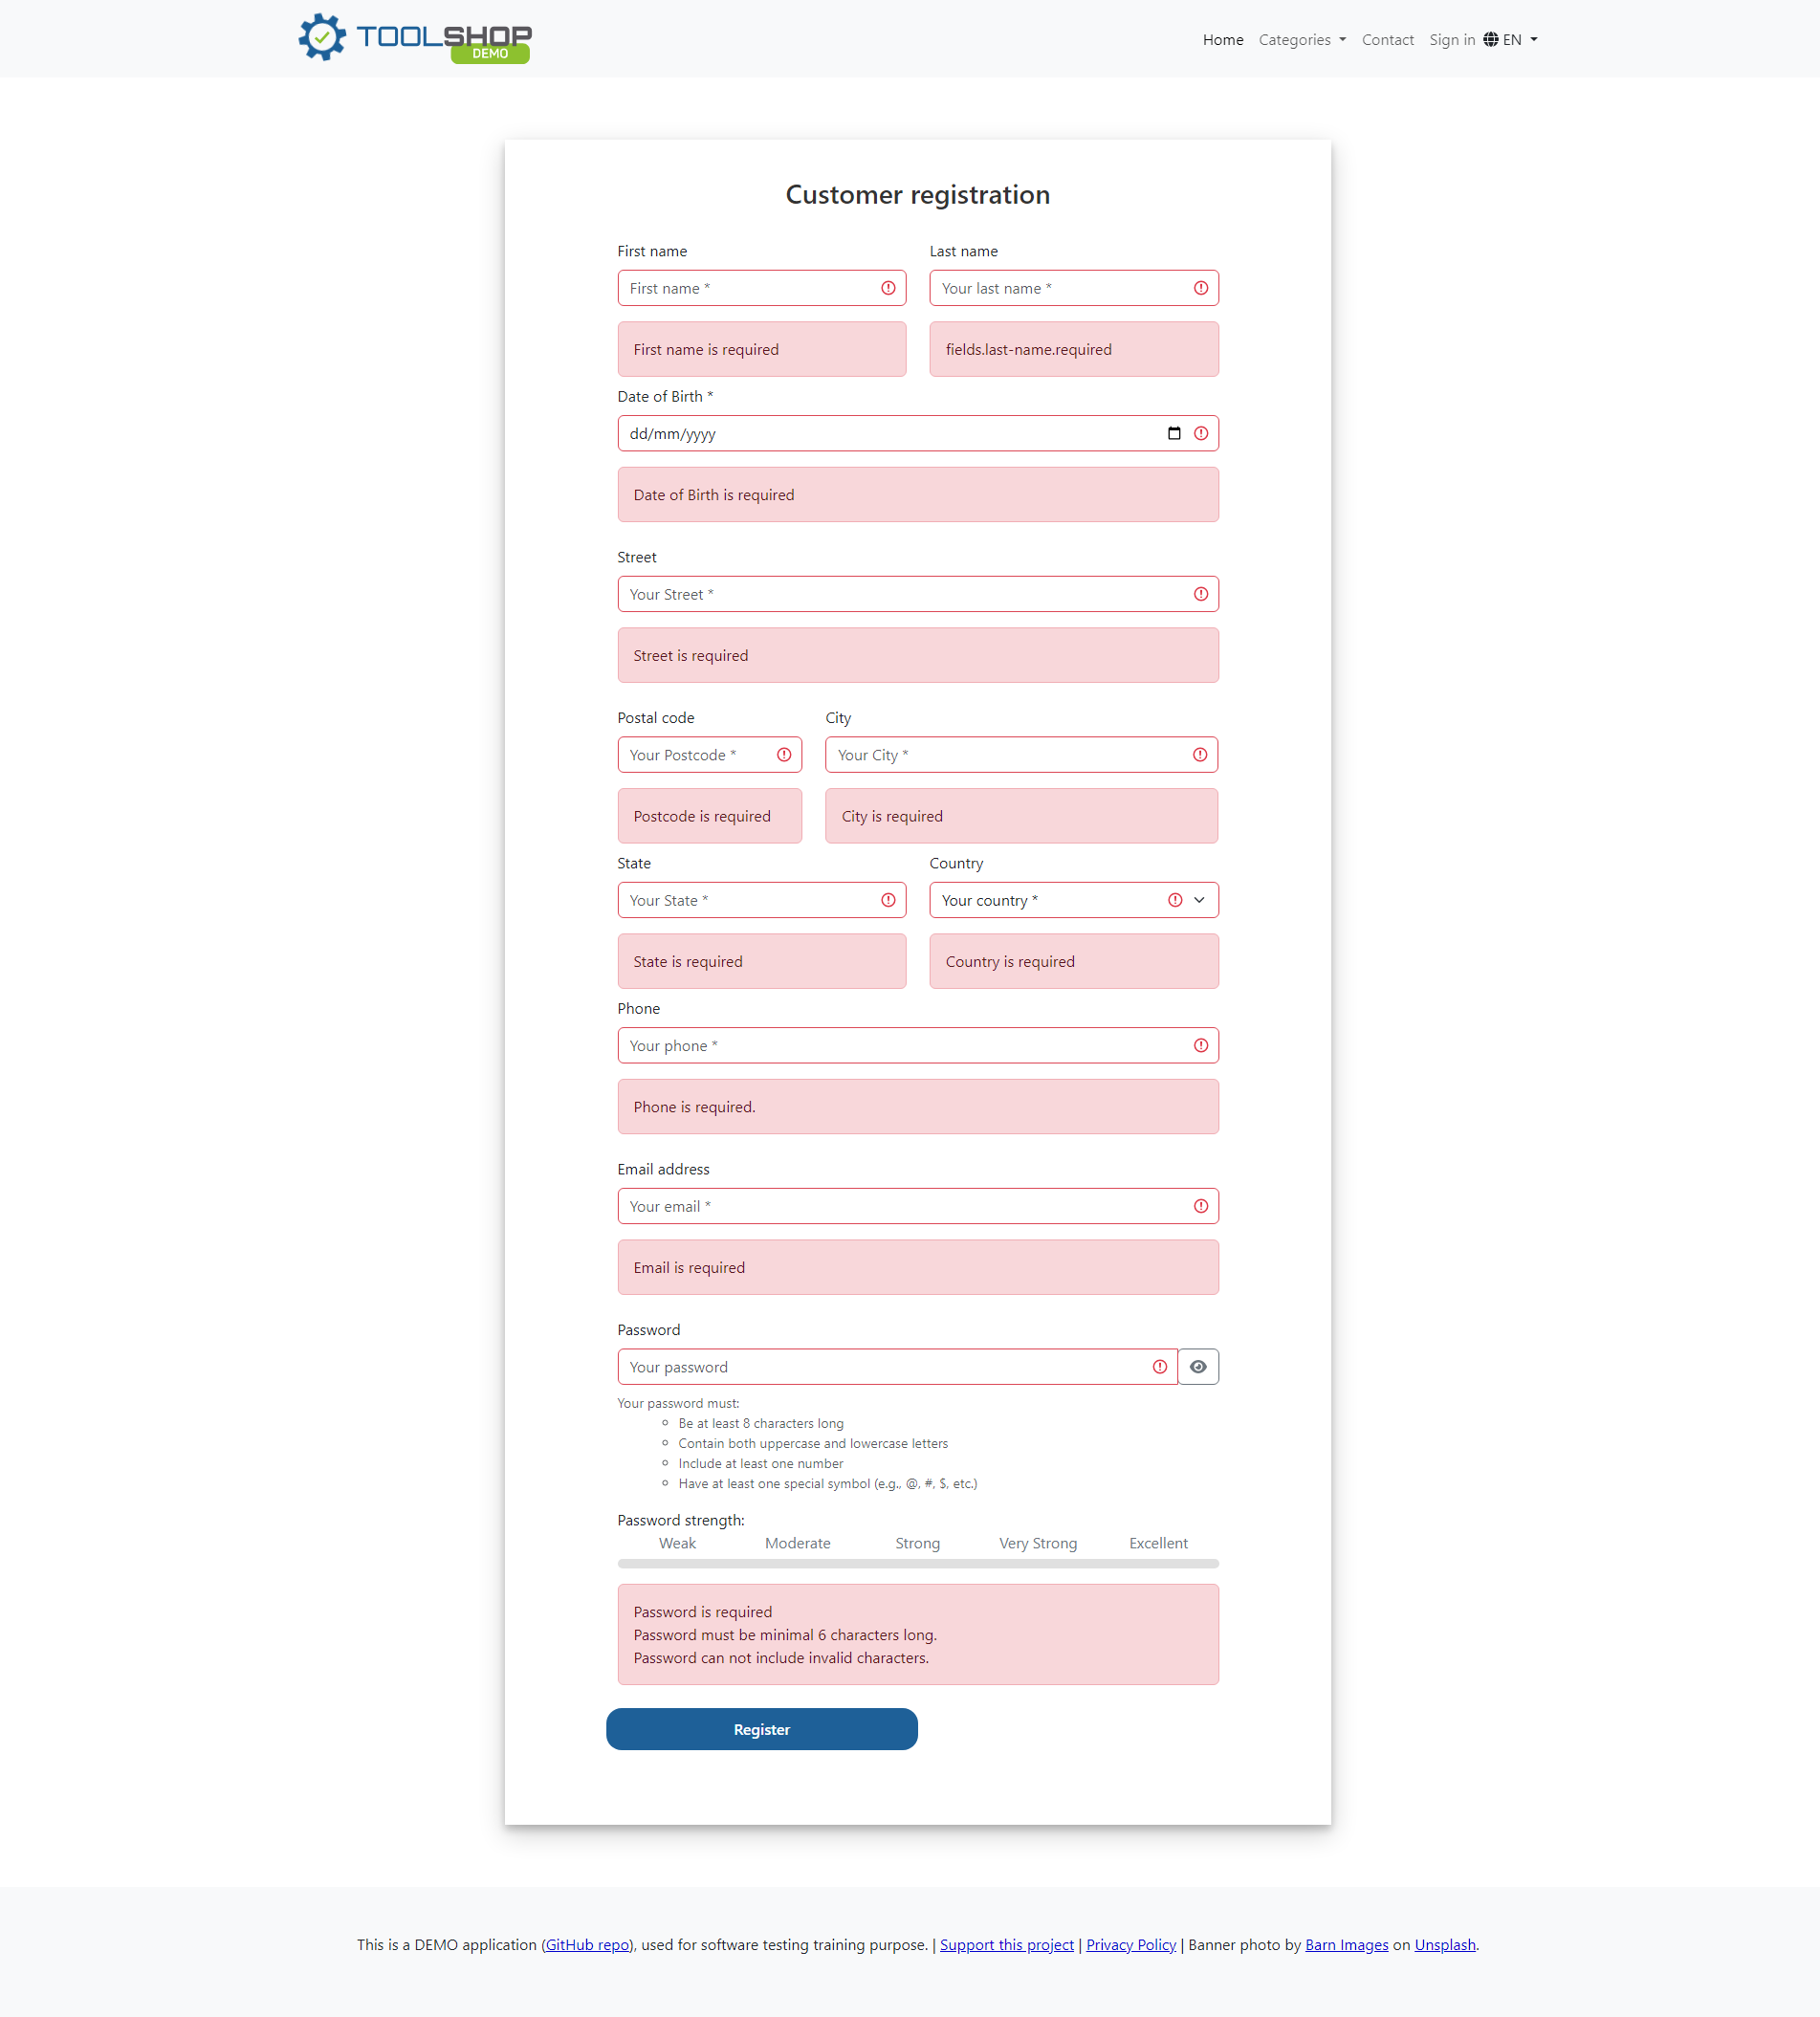 TOOLSHOP
DEMO
Home Categories Contact Sign in EN
Customer registration
First name Last name
First name * Your last name *
First name is required fields.last-name.required
Date of Birth *
dd/mm/yyyy
Date of Birth is required
Street
Your Street *
Street is required
Postal code City
Your Postcode * Your City *
Postcode is required City is required
State Country
Your State * Your country *
State is required Country is required
Phone
Your phone *
Phone is required.
Email address
Your email *
Email is required
Password
Your password
Your password must:
Be at least 8 characters long
Contain both uppercase and lowercase letters
Include at least one number
Have at least one special symbol (e.g., @, #, $, etc.)
Password strength:
Weak Moderate Strong Very Strong Excellent
Password is required
Password must be minimal 6 characters long.
Password can not include invalid characters.
Register
This is a DEMO application (GitHub repo), used for software testing training purpose. | Support this project | Privacy Policy | Banner photo by Barn Images on Unsplash.